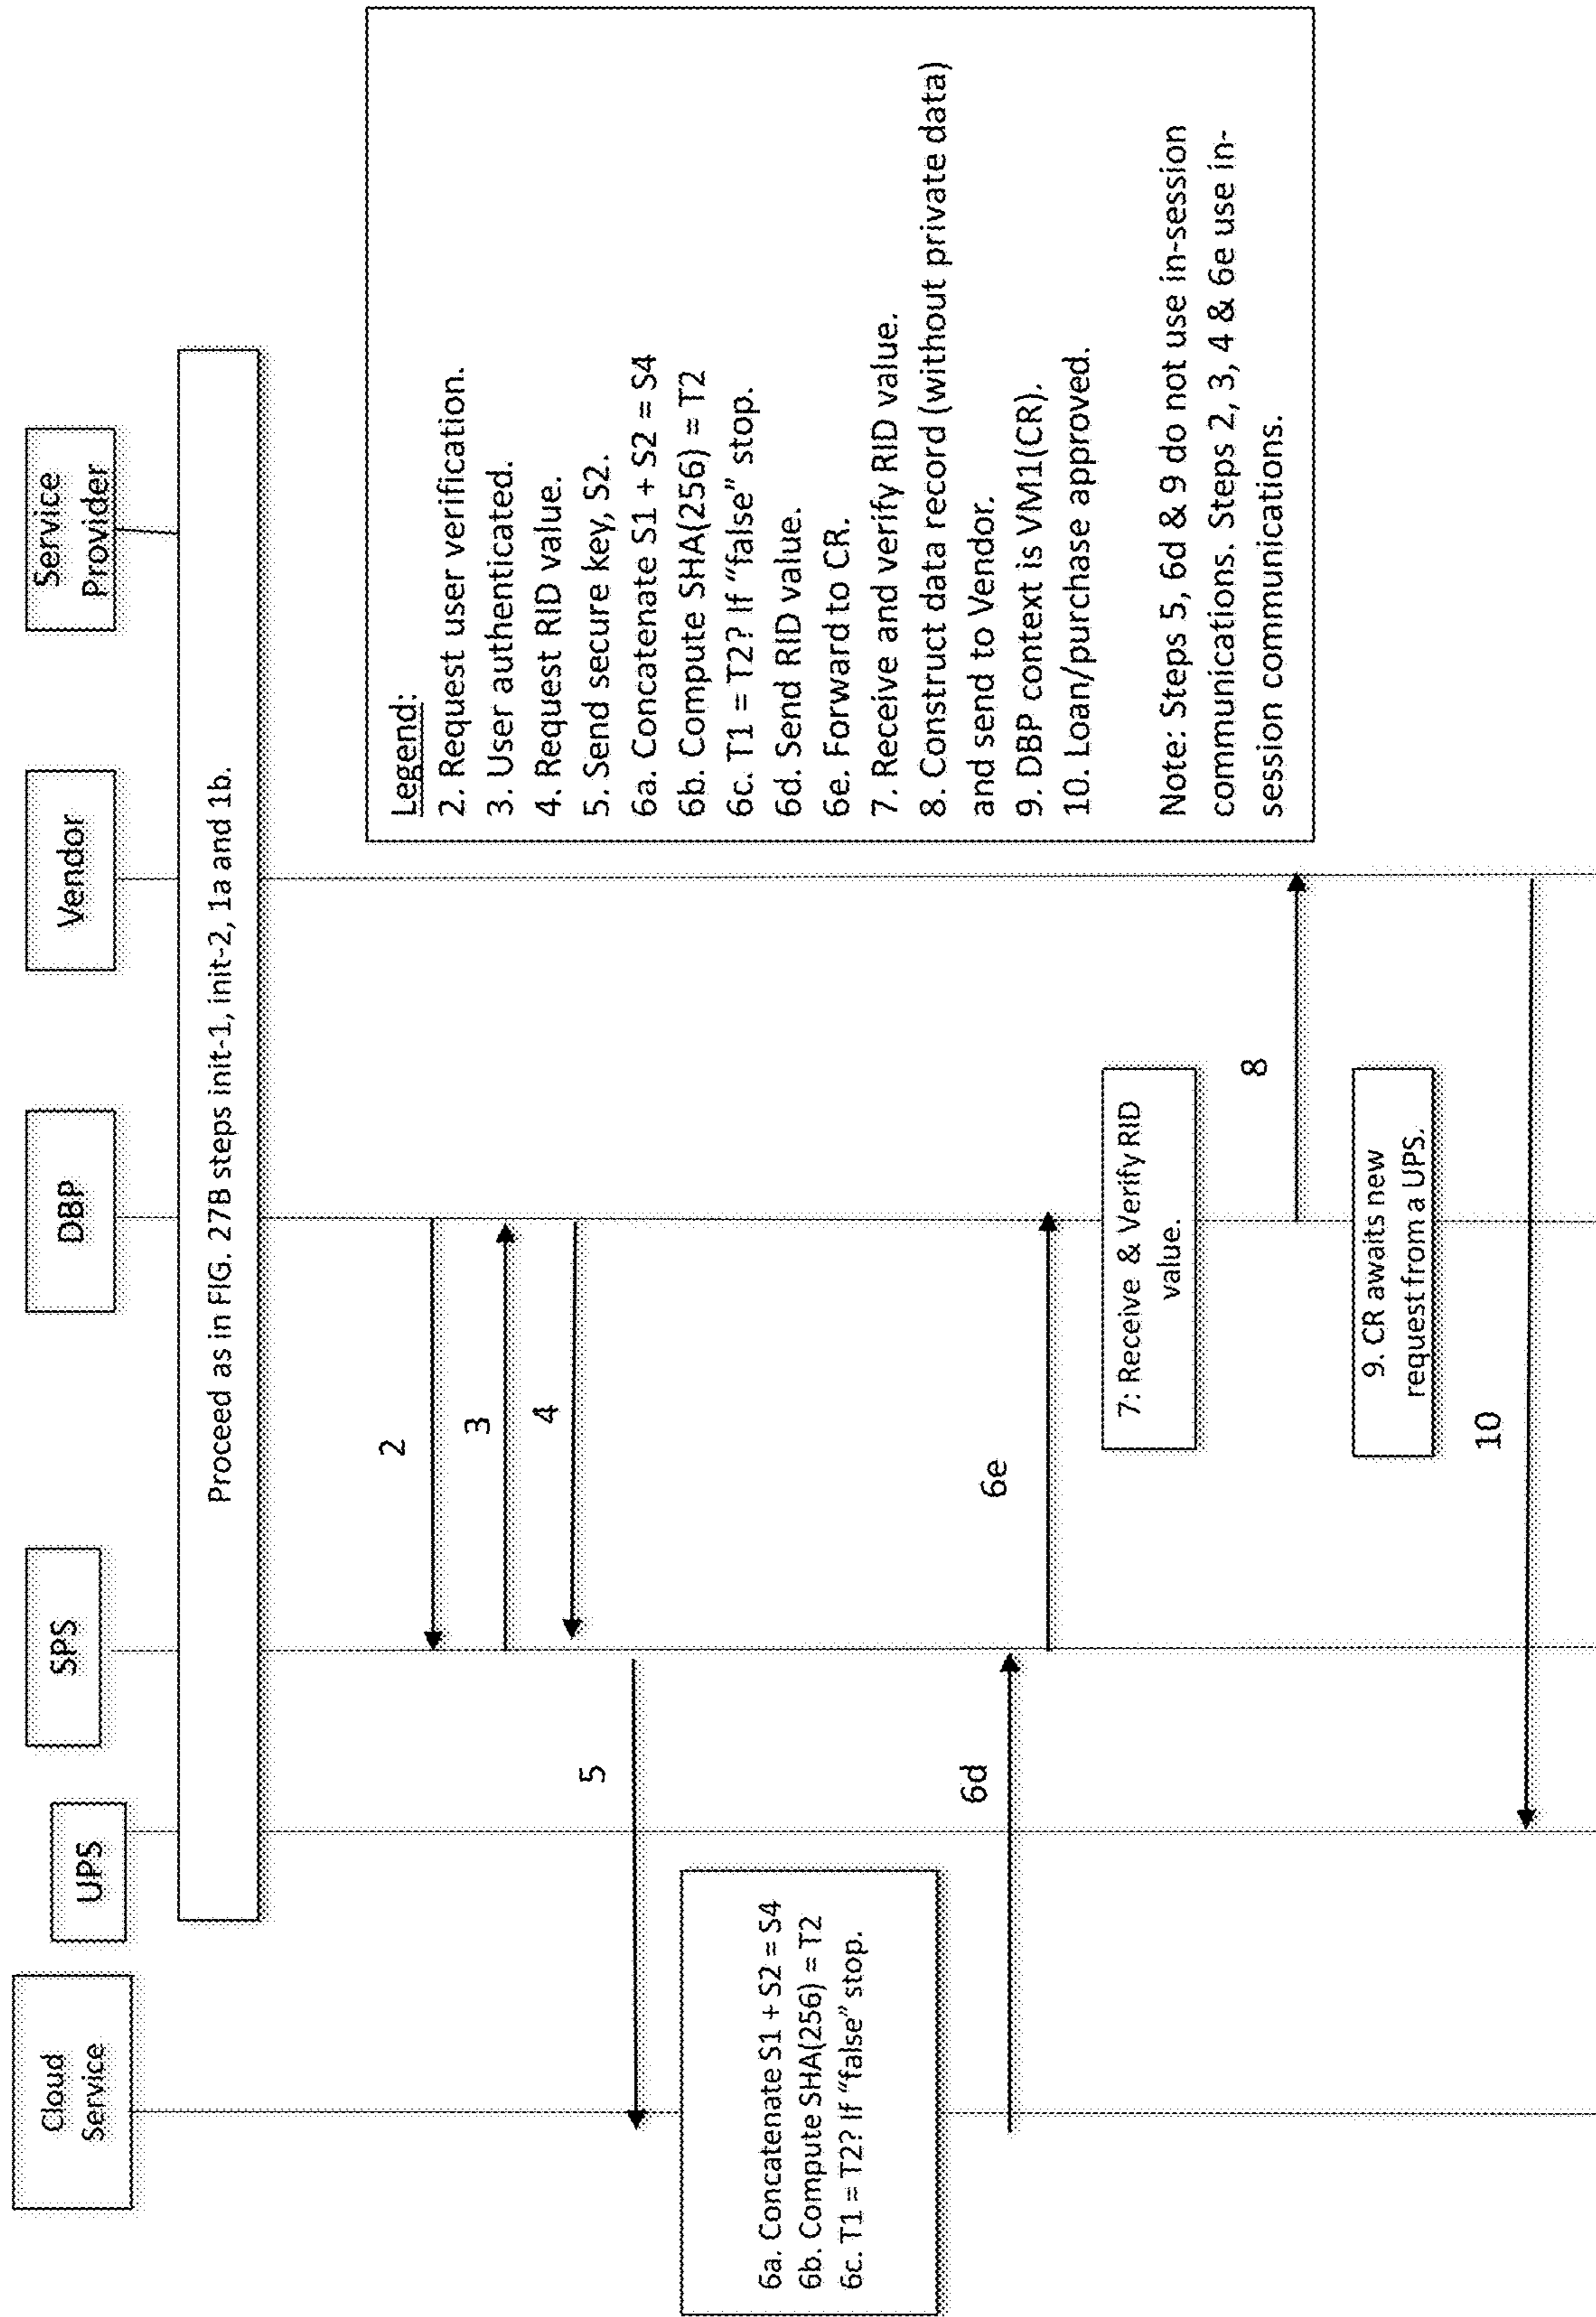 Cloud
Service
UPS
SPS
DBP
Vendor
Service
Provider
Proceed as in FIG. 27B steps init-1, init-2, 1a and 1b.
2
3
4
5
6a. Concatenate S1 + S2 = S4
6b. Compute SHA(256) = T2
6c. T1 = T2? If "false" stop.
6d
6e
7: Receive & Verify RID
value.
8
9. CR awaits new
request from a UPS.
10
Legend:
2. Request user verification.
3. User authenticated.
4. Request RID value.
5. Send secure key, S2.
6a. Concatenate S1 + S2 = S4
6b. Compute SHA(256) = T2
6c. T1 = T2? If "false" stop.
6d. Send RID value.
6e. Forward to CR.
7. Receive and verify RID value.
8. Construct data record (without private data)
and send to Vendor.
9. DBP context is VM1(CR).
10. Loan/purchase approved.
Note: Steps 5, 6d & 9 do not use in-session
communications. Steps 2, 3, 4 & 6e use in-
session communications.